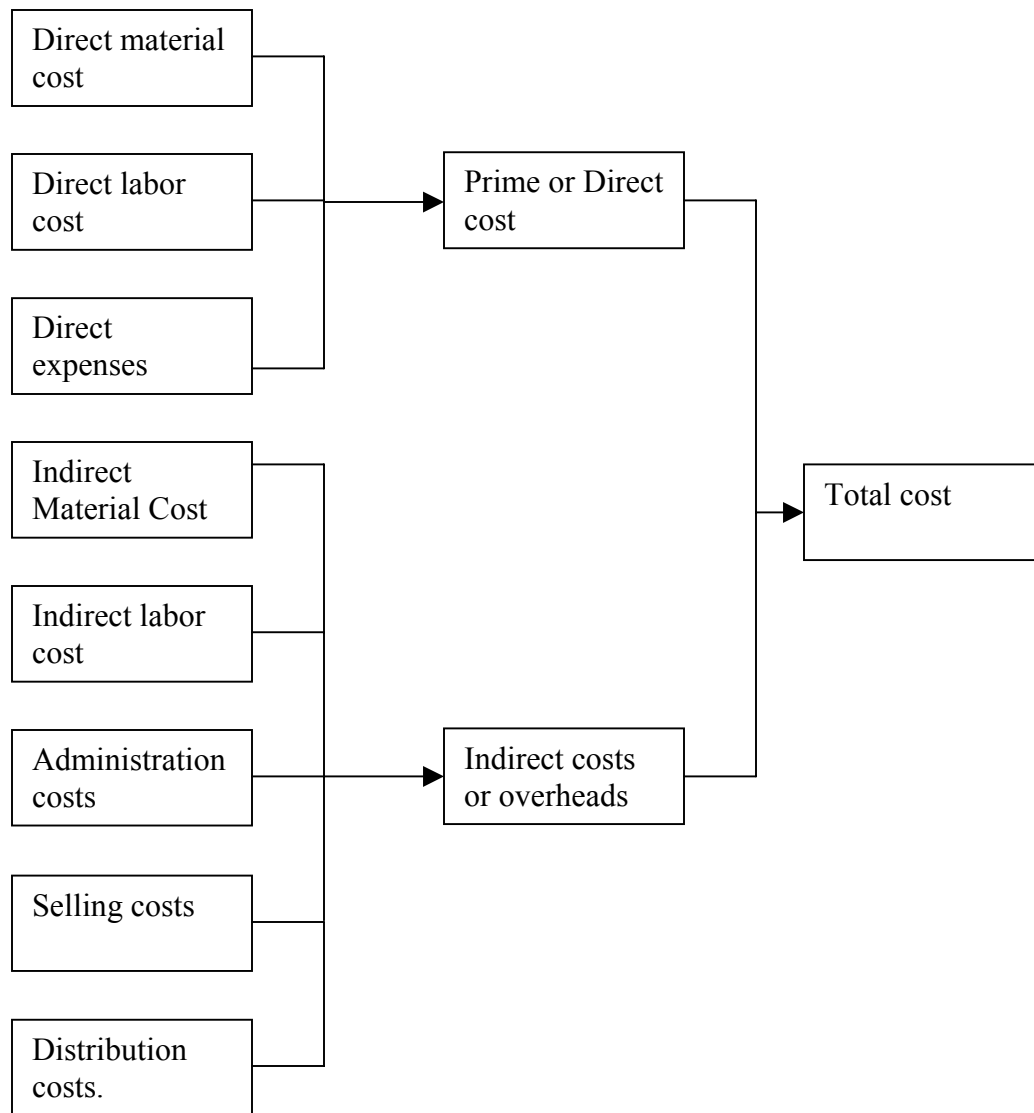 Direct material
cost
Direct labor
cost
Prime or Direct
cost
Direct
expenses
Indirect
Material Cost
Total cost
Indirect labor
cost
Administration
costs
Indirect costs
or overheads
Selling costs
Distribution
costs.